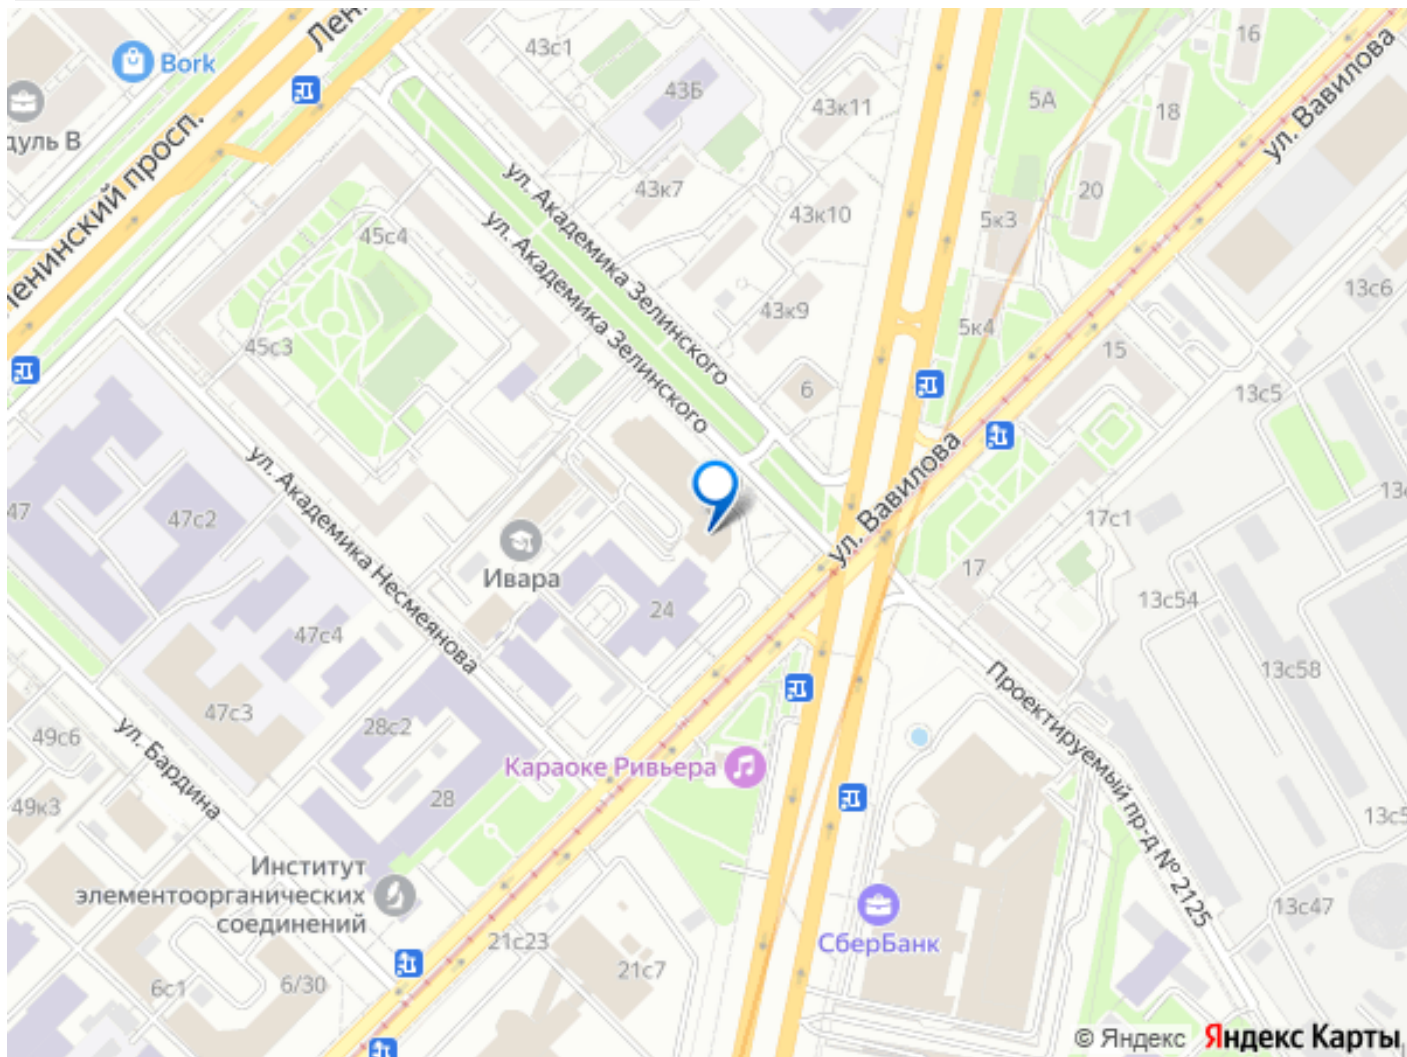 Bork
дуль В
Лен
Ленинский просп.
43с1
43Б
43к11
43к7
43к10
43к9
16
5А
18
20
ул. Вавилова
5к3
5к4
45с4
45с3
ул. Академика Зелинского
ул. Академика Зелинского
6
15
13с6
13с5
47
47с2
ул. Академика Несмеянова
Ивара
24
ул. Вавилова
17с1
17
13с54
13с58
47с4
47с3
28с2
28
49с6
49к3
ул. Бардина
Караоке Ривьера
Проектируемый пр-д № 2125
13с5
13с47
Институт
элементоорганических
соединений
СберБанк
21с23
21с7
6с1
6/30
© Яндекс Яндекс Карты